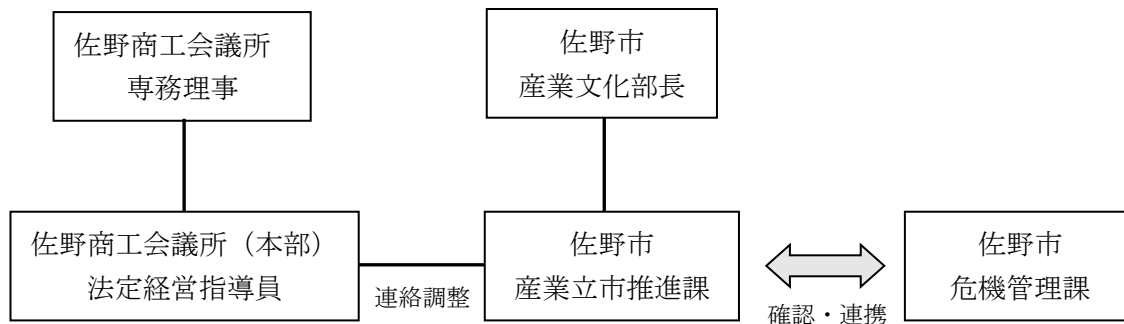 佐野商工会議所
専務理事
佐野市
産業文化部長
佐野商工会議所（本部）
法定経営指導員
連絡調整
佐野市
産業立市推進課
確認・連携
佐野市
危機管理課